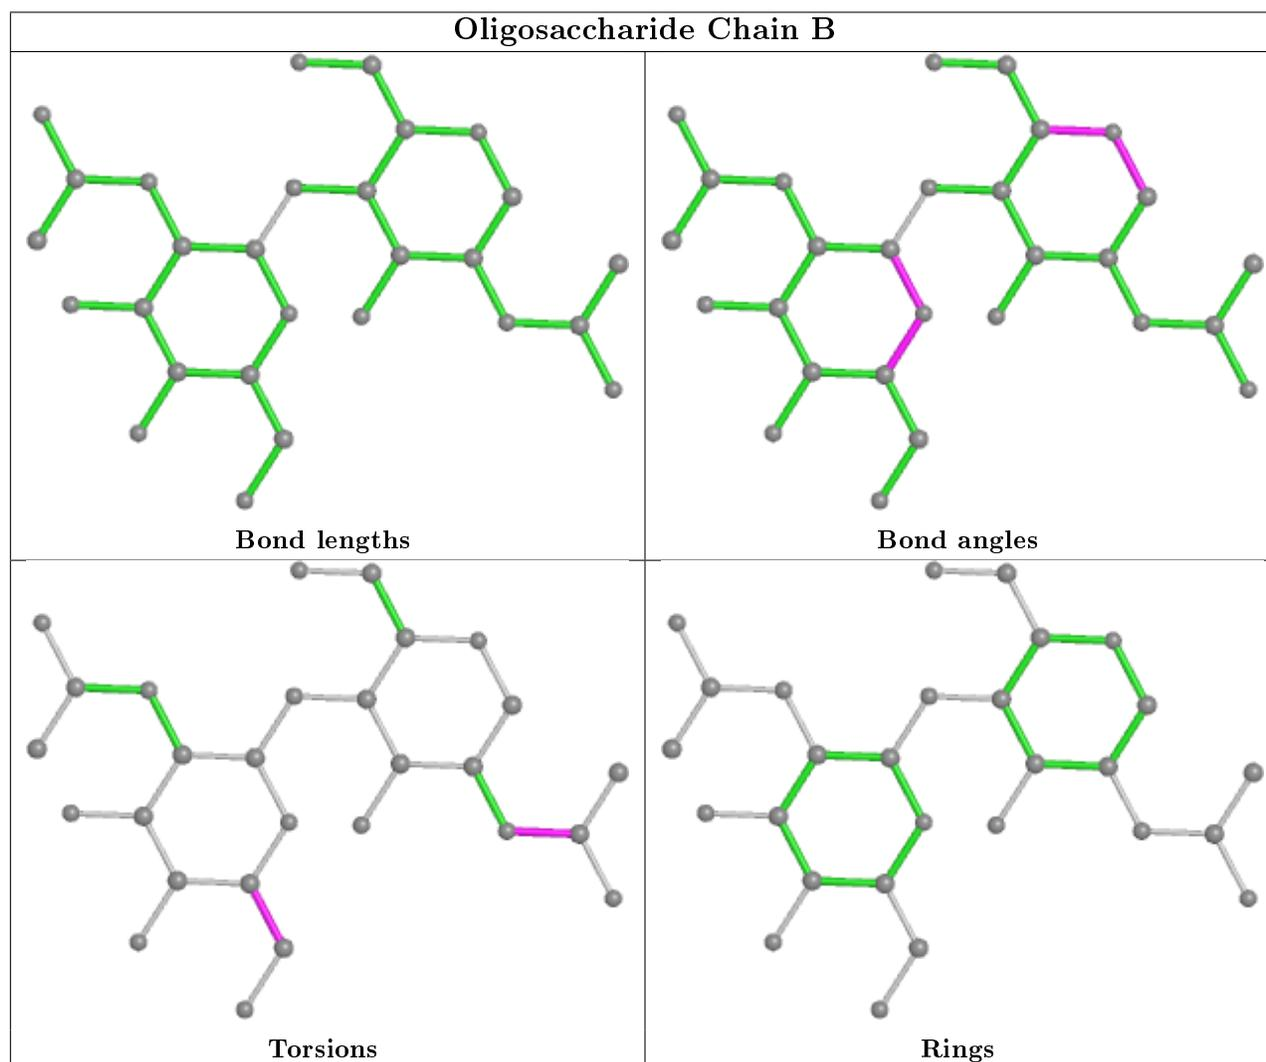 Oligosaccharide Chain B
Bond lengths
Bond angles
Torsions
Rings